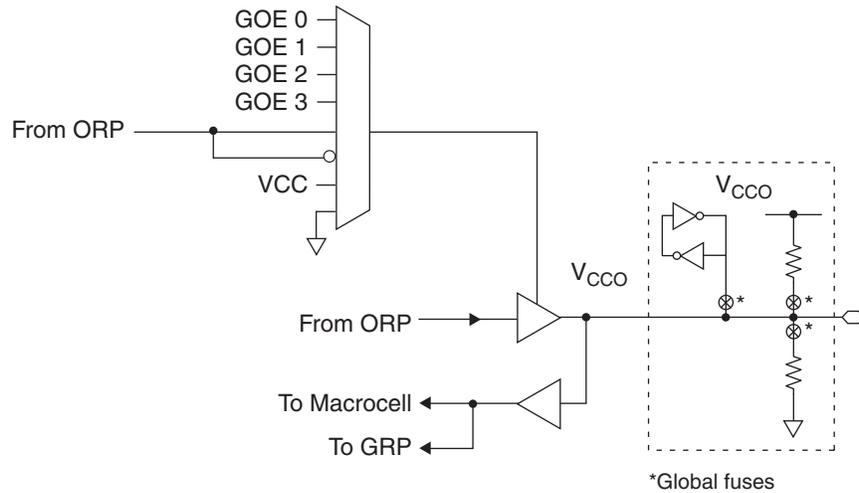 GOE 0
GOE 1
GOE 2
GOE 3
From ORP
VCC
VCCO
VCCO
*
*
*
From ORP
To Macrocell
To GRP
*Global fuses